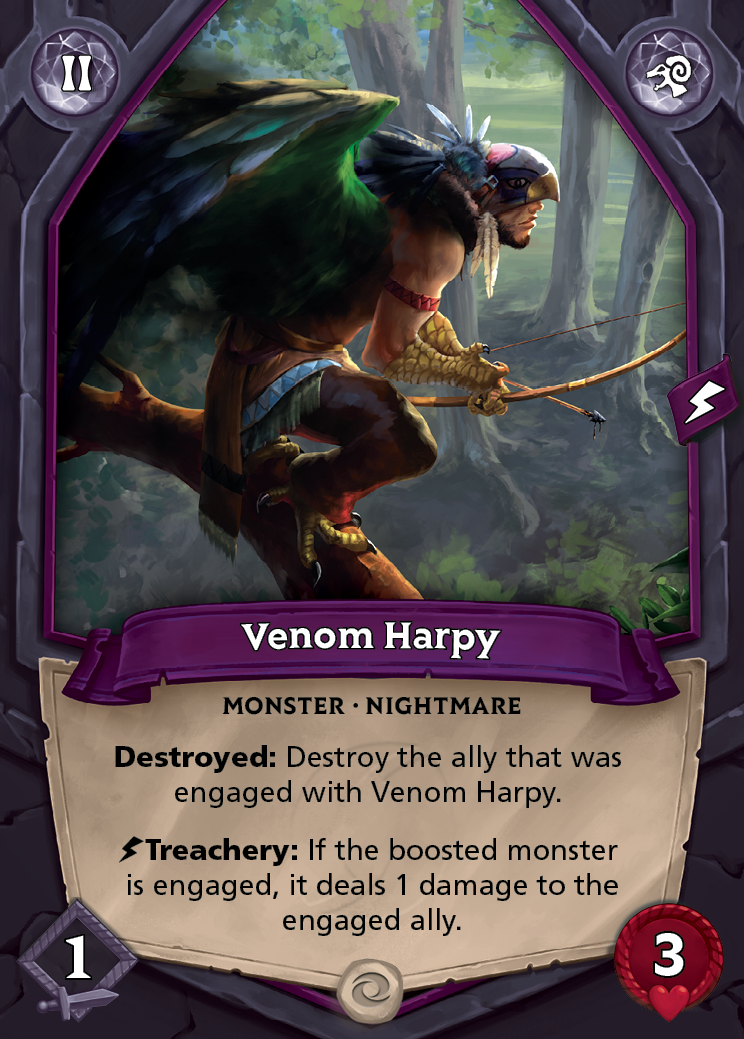 II
Venom Harpy
MONSTER · NIGHTMARE
Destroyed: Destroy the ally that was
engaged with Venom Harpy.
Treachery: If the boosted monster
is engaged, it deals 1 damage to the
engaged ally.
1
3